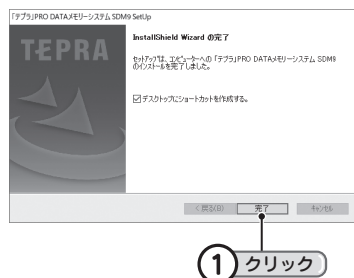 「テプラ」PRO DATAメモリーシステム SDM9 SetUp
TEPRA
InstallShield Wizard の完了
セットアップは、コンピューターへの 「テプラ」PRO DATAメモリーシステム SDM9
のインストールを完了しました。
デスクトップにショートカットを作成する。
< 戻る(B) 完了 キャンセル
1 クリック